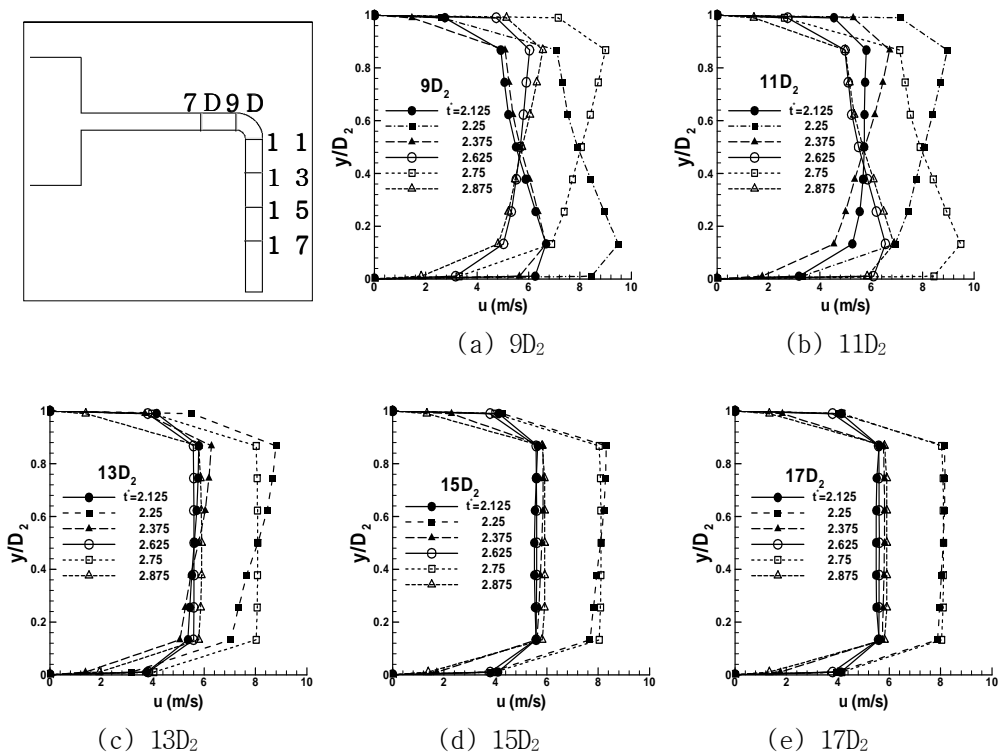 7D9D
11
13
15
17
1
0.8
0.6
0.4
0.2
0
y/D2
9D2
t*=2.125
2.25
2.375
2.625
2.75
2.875
0 2 4 6 8 10
u (m/s)
(a) 9D2
1
0.8
0.6
0.4
0.2
0
y/D2
11D2
t*=2.125
2.25
2.375
2.625
2.75
2.875
0 2 4 6 8 10
u (m/s)
(b) 11D2
1
0.8
0.6
0.4
0.2
0
y/D2
13D2
t*=2.125
2.25
2.375
2.625
2.75
2.875
0 2 4 6 8 10
u (m/s)
(c) 13D2
1
0.8
0.6
0.4
0.2
0
y/D2
15D2
t*=2.125
2.25
2.375
2.625
2.75
2.875
0 2 4 6 8 10
u (m/s)
(d) 15D2
1
0.8
0.6
0.4
0.2
0
y/D2
17D2
t*=2.125
2.25
2.375
2.625
2.75
2.875
0 2 4 6 8 10
u (m/s)
(e) 17D2